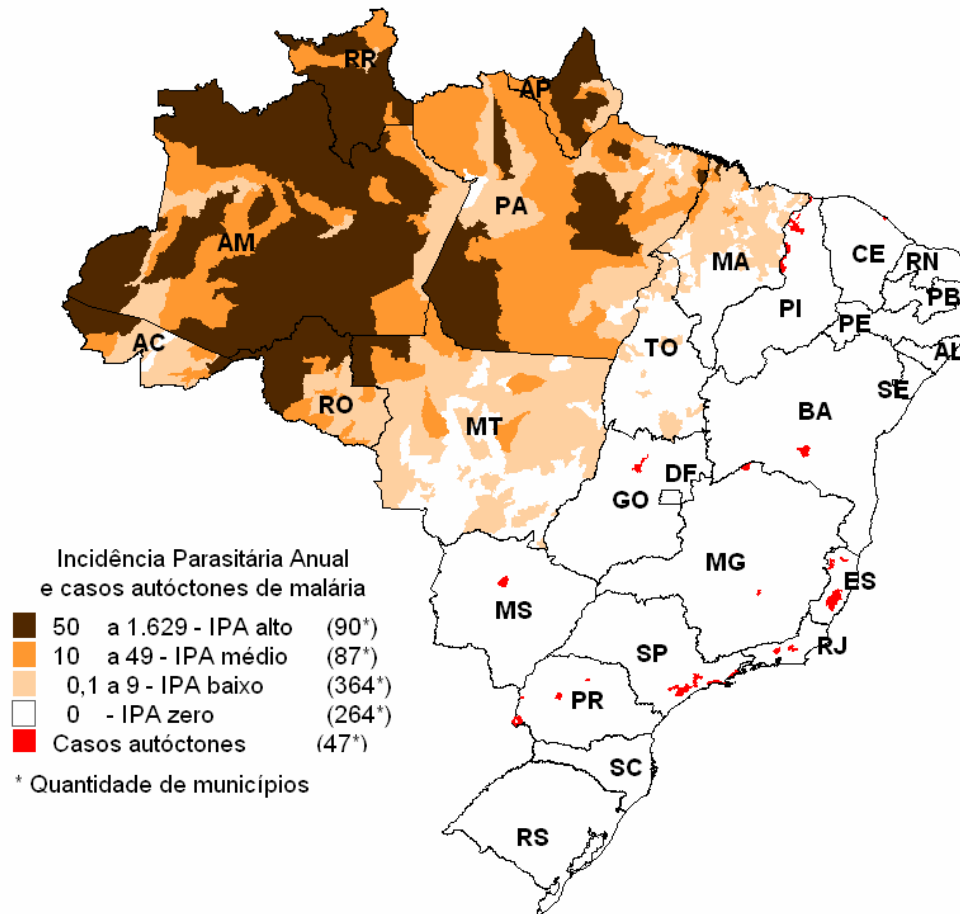 RR
AP
AM
PA
MA
CE
RN
PB
PI
PE
AL
AC
TO
SE
RO
MT
BA
DF
GO
MG
ES
MS
RJ
SP
PR
SC
RS
Incidência Parasitária Anual
e casos autóctones de malária
50 a 1.629 - IPA alto (90*)
10 a 49 - IPA médio (87*)
0,1 a 9 - IPA baixo (364*)
0 - IPA zero (264*)
Casos autóctones (47*)
* Quantidade de municípios